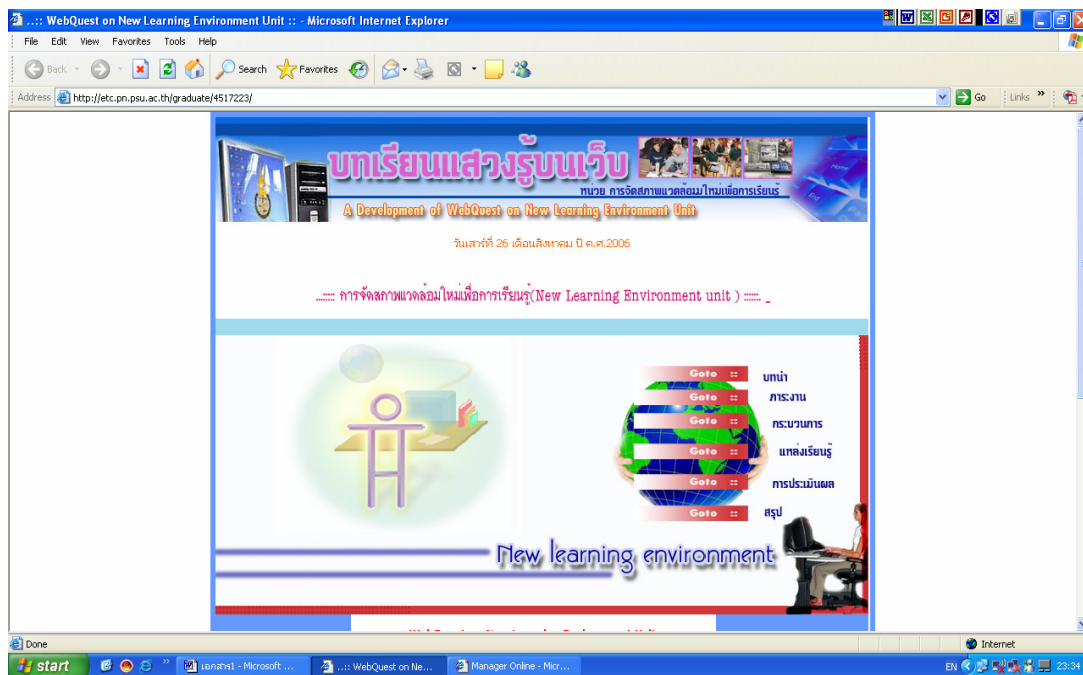 ..:: WebQuest on New Learning Environment Unit :: - Microsoft Internet Explorer
File Edit View Favorites Tools Help
Back Search Favorites
Address http://etc.pn.psu.ac.th/graduate/4517223/ Go Links »
บทเรียนแสวงรู้บนเว็บ
หน่วย การจัดสภาพแวดล้อมใหม่เพื่อการเรียนรู้
A Development of WebQuest on New Learning Environment Unit
วันเสาร์ที่ 26 เดือนสิงหาคม ปี ค.ศ.2006
..:::: การจัดสภาพแวดล้อมใหม่เพื่อการเรียนรู้(New Learning Environment unit ) :::::. _
Goto :: บทนำ
Goto :: ภาระงาน
Goto :: กระบวนการ
Goto :: แหล่งเรียนรู้
Goto :: การประเมินผล
Goto :: สรุป
New learning environment
Done Internet
start » เอกสาร1 - Microsoft ... ..:: WebQuest on Ne... Manager Online - Micr... EN 23:34